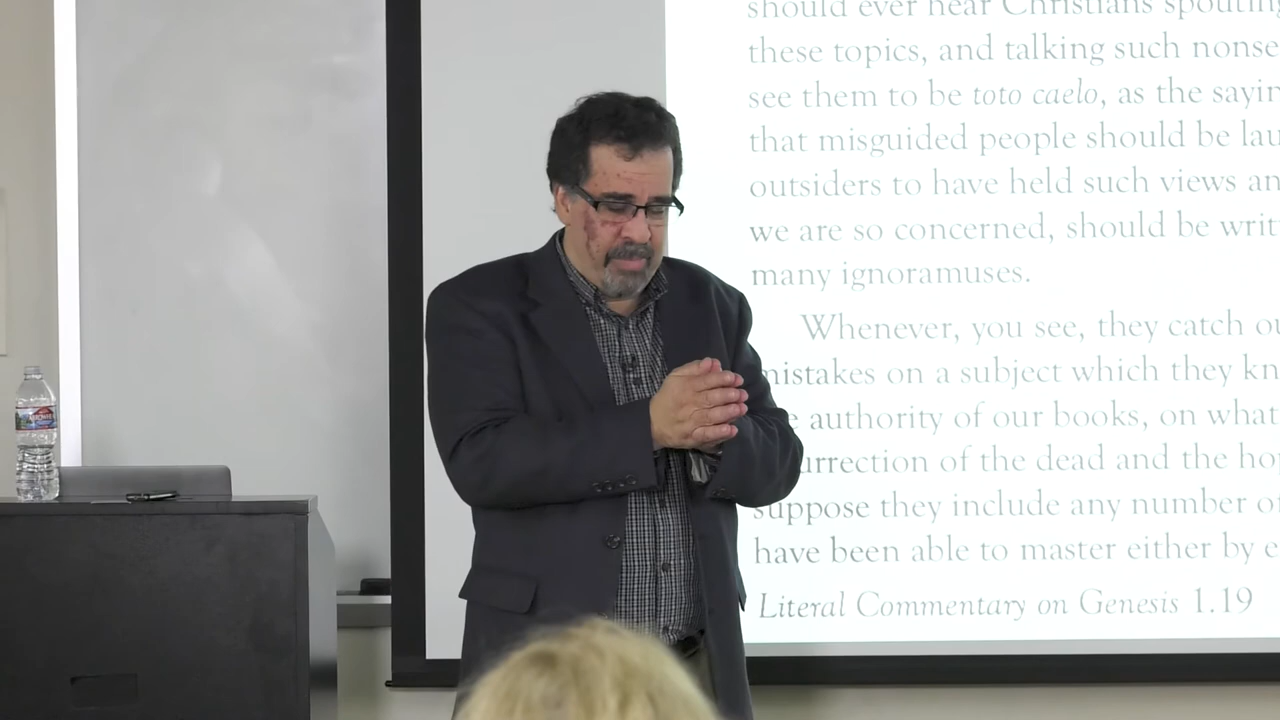 should ever hear Christians spouting
these topics, and talking such nonse
see them to be toto caelo, as the sayin
that misguided people should be lau
outsiders to have held such views an
we are so concerned, should be writ
many ignoramuses.
Whenever, you see, they catch o
mistakes on a subject which they kn
authority of our books, on what
urrection of the dead and the ho
suppose they include any number o
have been able to master either by e
Literal Commentary on Genesis 1.19